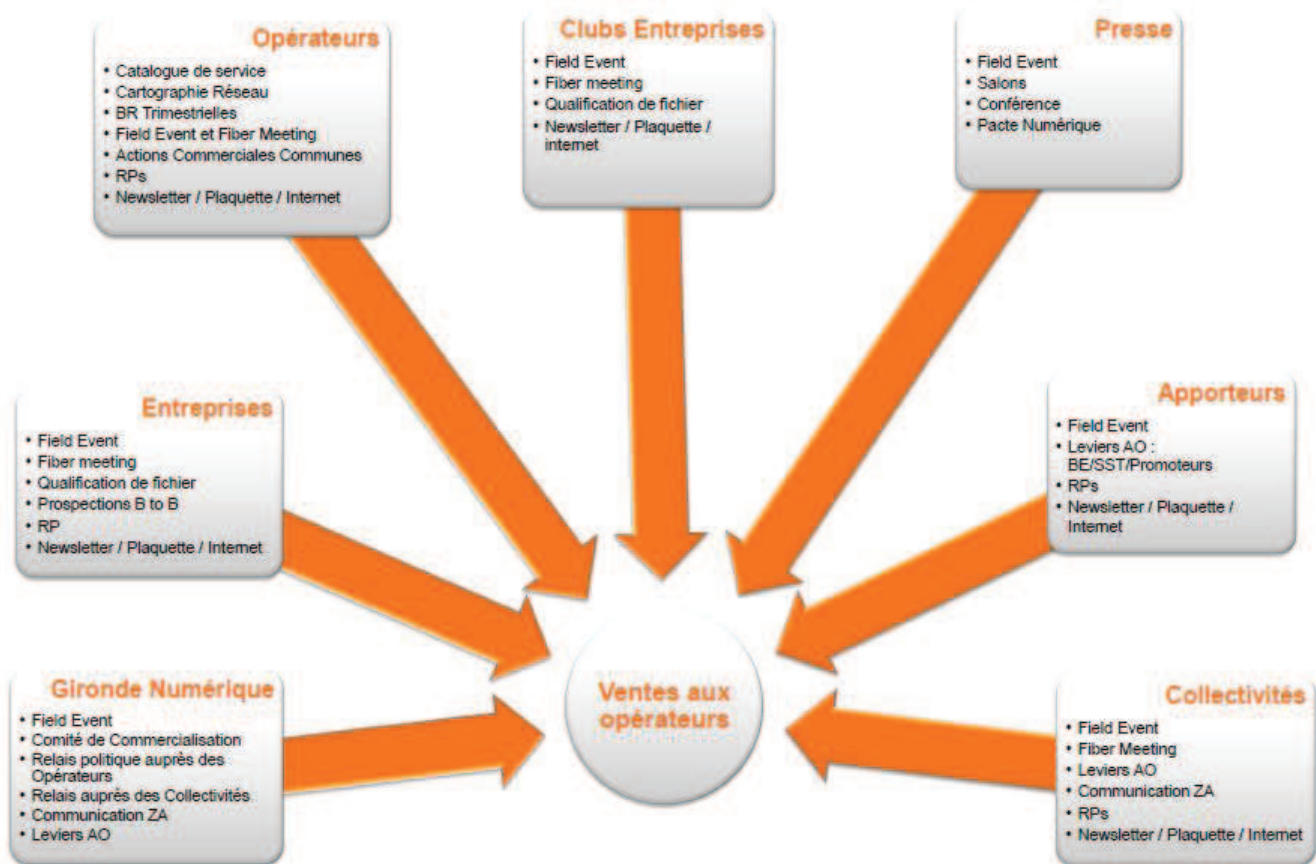 Opérateurs
• Catalogue de service
• Cartographie Réseau
• BR Trimestrielles
• Field Event et Fiber Meeting
• Actions Commerciales Communes
• RPs
• Newsletter / Plaquette / Internet
Clubs Entreprises
• Field Event
• Fiber meeting
• Qualification de fichier
• Newsletter / Plaquette /
internet
Presse
• Field Event
• Salons
• Conférence
• Pacte Numérique
Entreprises
• Field Event
• Fiber meeting
• Qualification de fichier
• Prospections B to B
• RP
• Newsletter / Plaquette / Internet
Apporteurs
• Field Event
• Leviers AO :
BE/SST/Promoteurs
• RPs
• Newsletter / Plaquette /
Internet
Gironde Numérique
• Field Event
• Comité de Commercialisation
• Relais politique auprès des
Opérateurs
• Relais auprès des Collectivités
• Communication ZA
• Leviers AO
Ventes aux
opérateurs
Collectivités
• Field Event
• Fiber Meeting
• Leviers AO
• Communication ZA
• RPs
• Newsletter / Plaquette / Internet